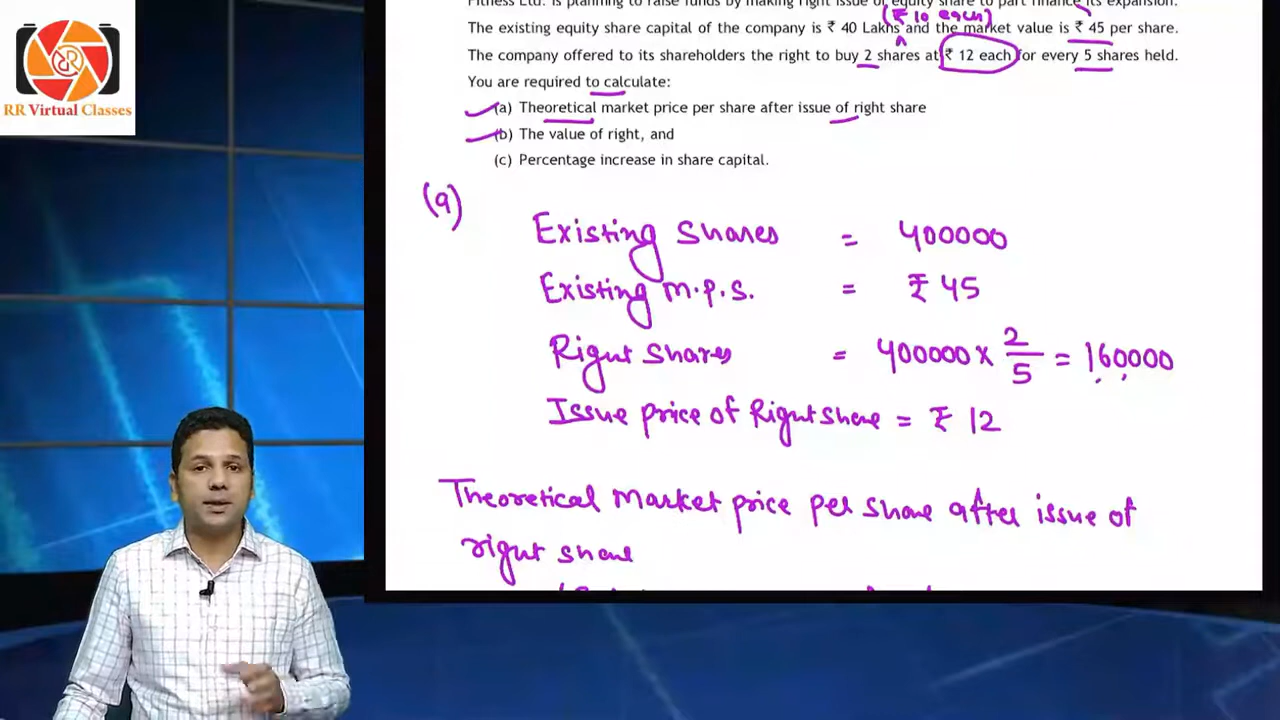 Fitness Ltd. is planning to raise funds by making right issue of equity share to part finance its expansion.
(₹ 10 each)
The existing equity share capital of the company is ₹ 40 Lakhs and the market value is ₹ 45 per share.
The company offered to its shareholders the right to buy 2 shares at ₹ 12 each for every 5 shares held.
You are required to calculate:
(a) Theoretical market price per share after issue of right share
(b) The value of right, and
(c) Percentage increase in share capital.
RR
RR Virtual Classes
(a)
Existing shares = 400000
Existing M.P.S. = ₹ 45
Right shares = 400000 x 2/5 = 160000
Issue price of Right share = ₹ 12
Theoretical Market price per share after issue of
right share